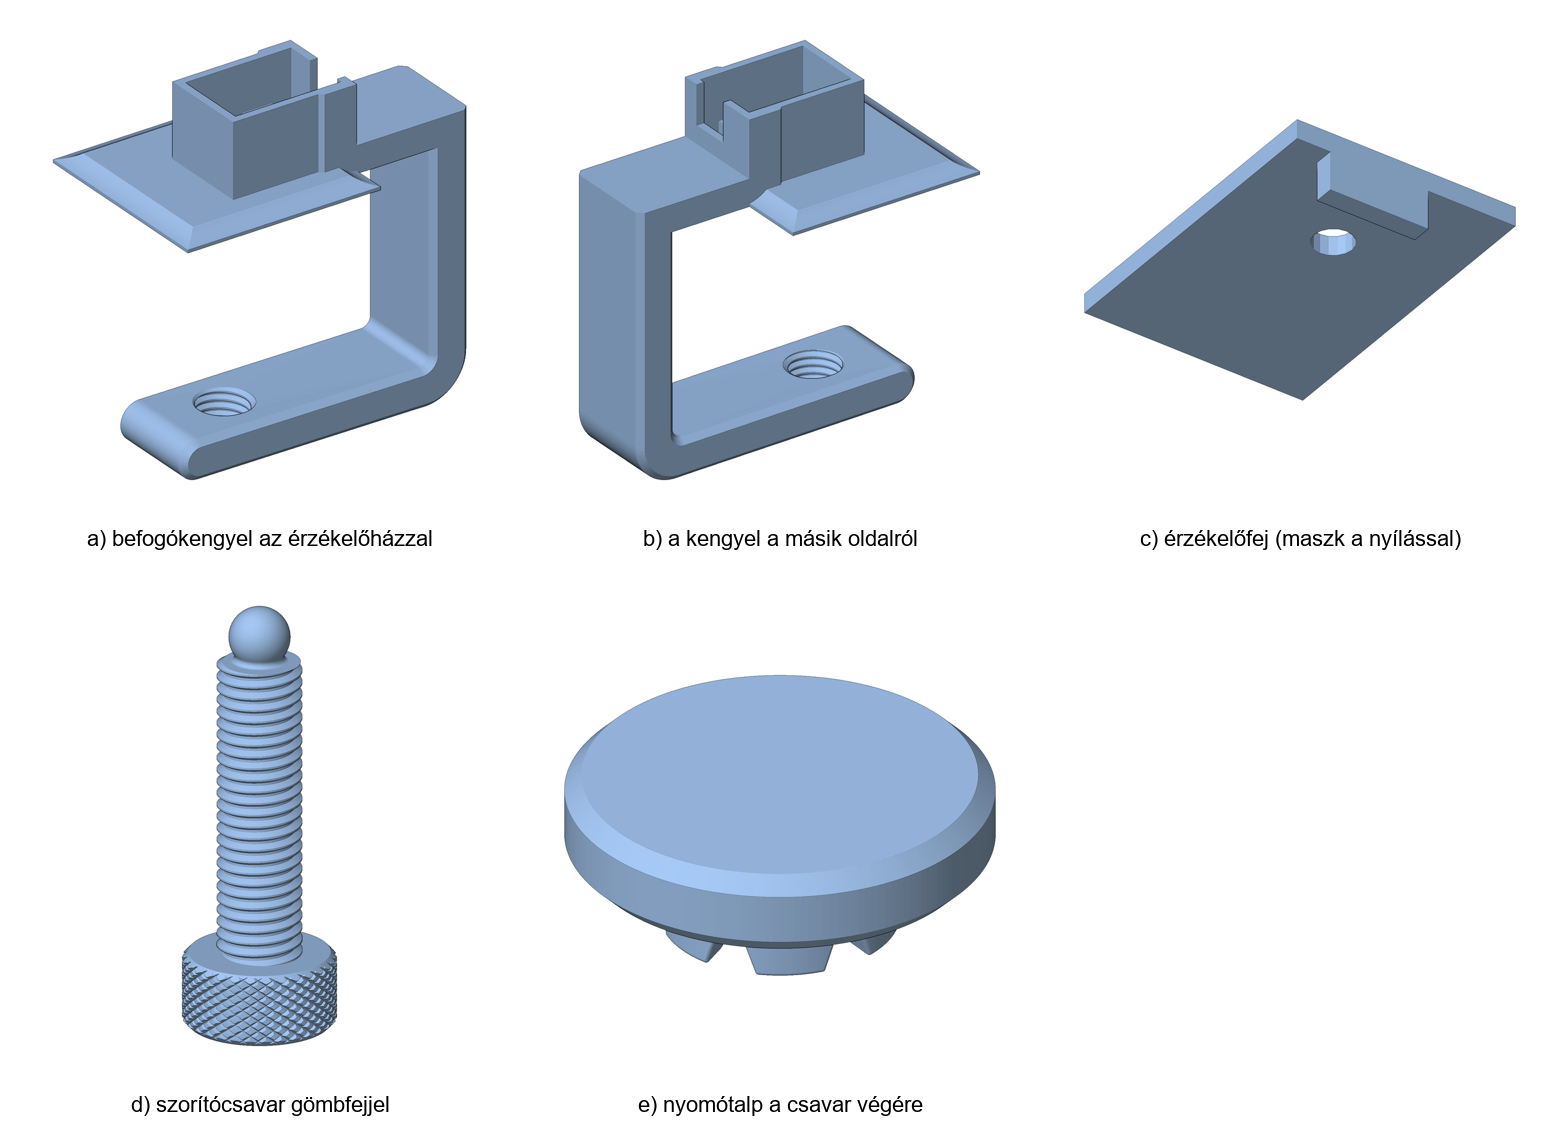 a) befogókengyel az érzékelőházzal
b) a kengyel a másik oldalról
c) érzékelőfej (maszk a nyílással)
d) szorítócsavar gömbfejjel
e) nyomótalp a csavar végére